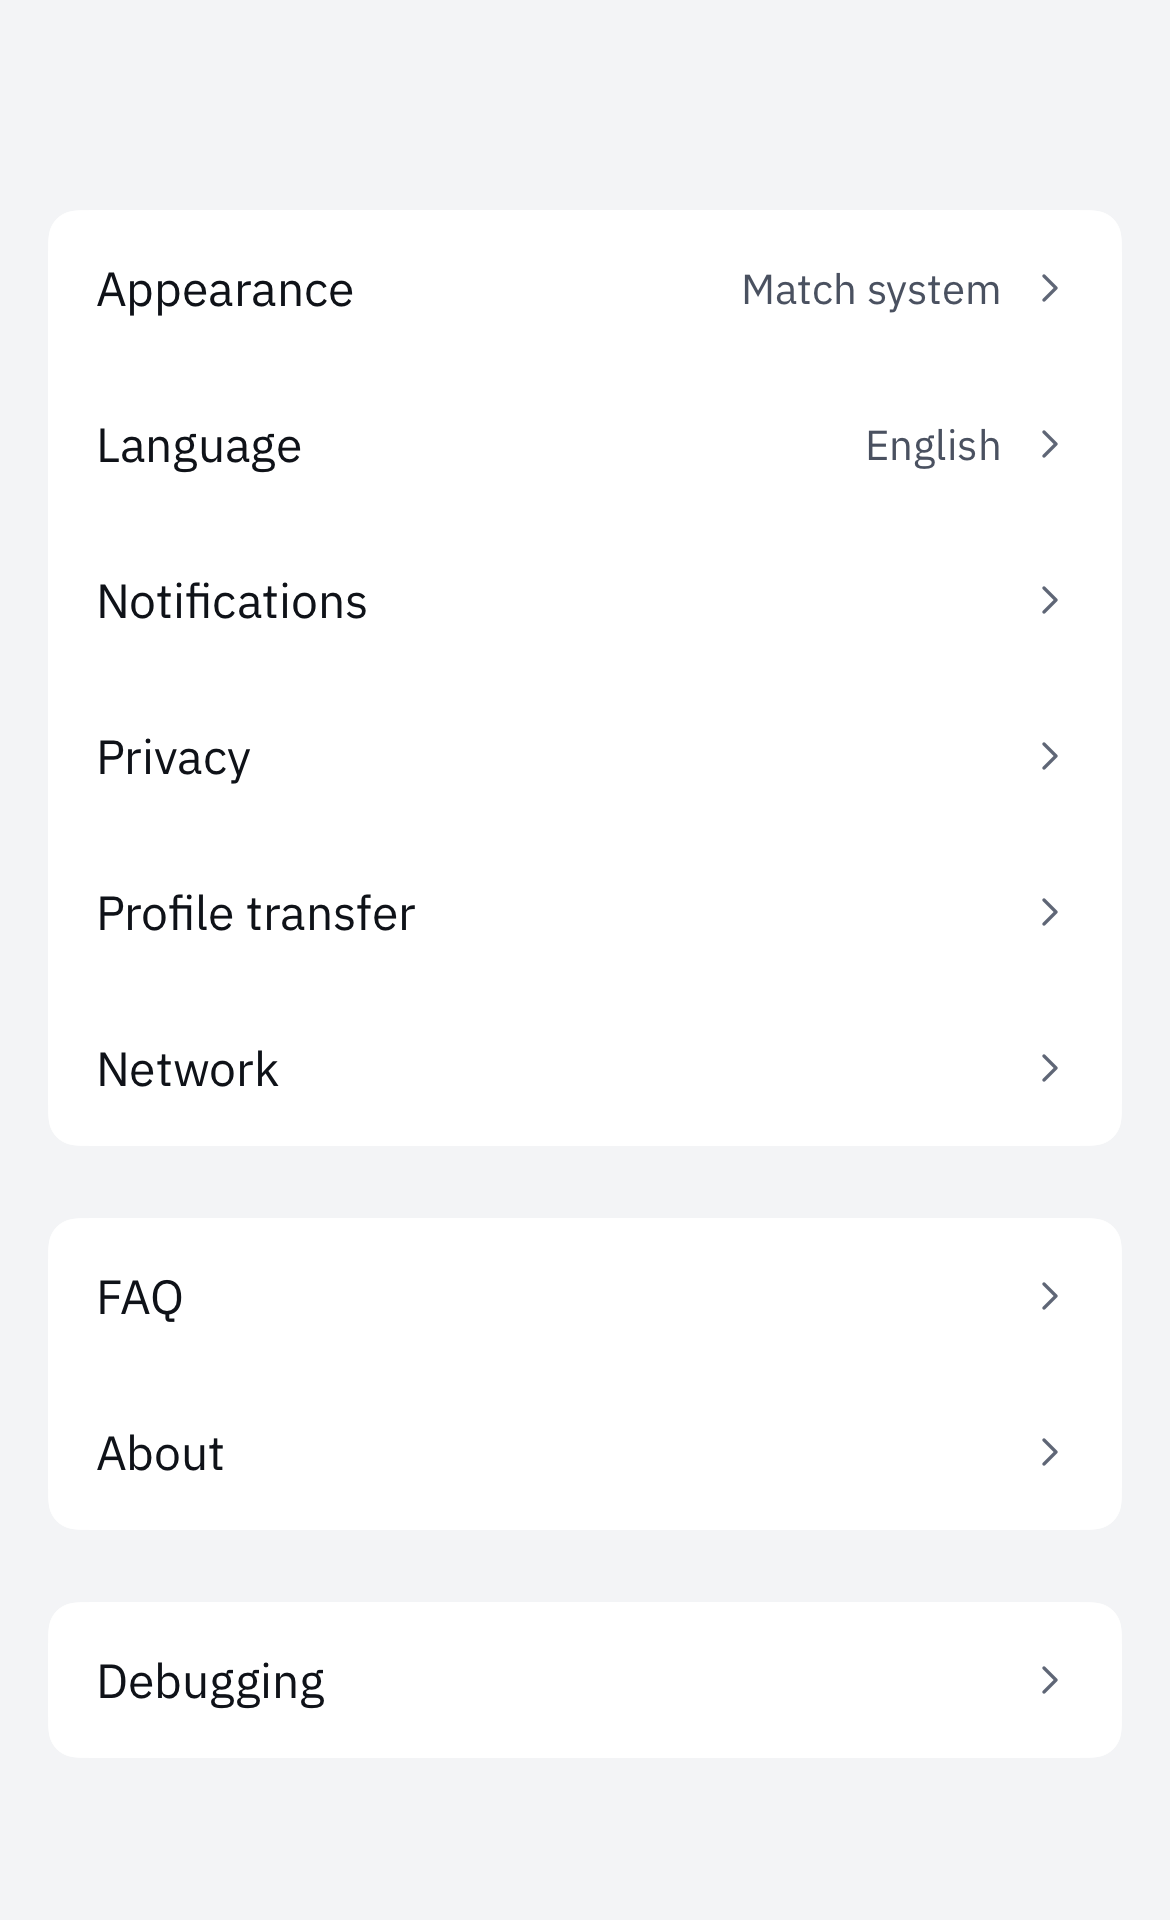 Appearance Match system
Language English
Notifications
Privacy
Profile transfer
Network
FAQ
About
Debugging